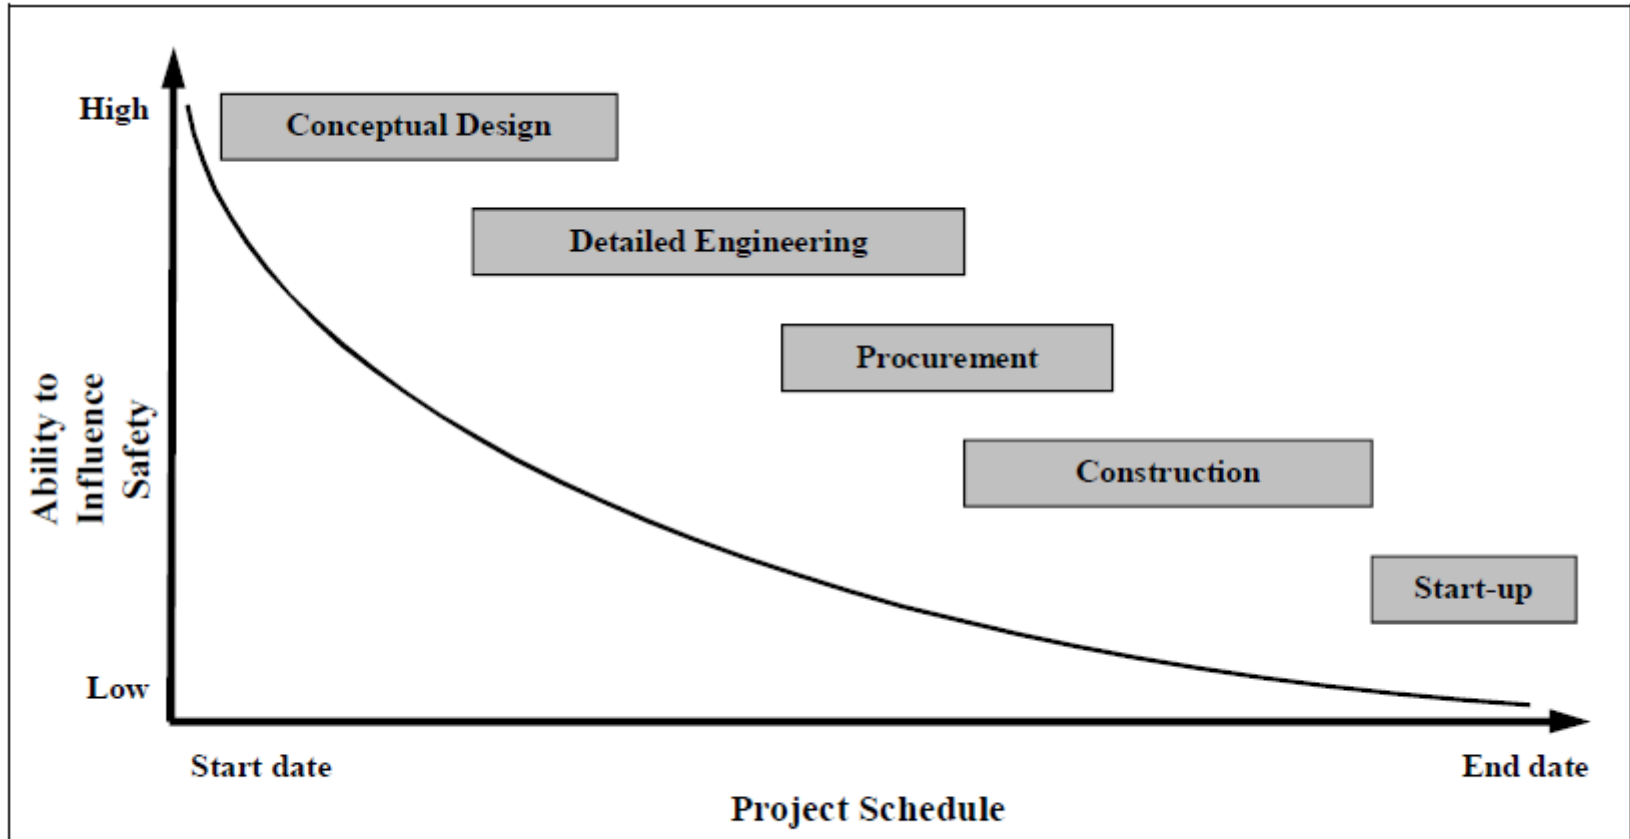 High
Conceptual Design
Detailed Engineering
Procurement
Ability to
Influence
Safety
Construction
Start-up
Low
Start date
End date
Project Schedule